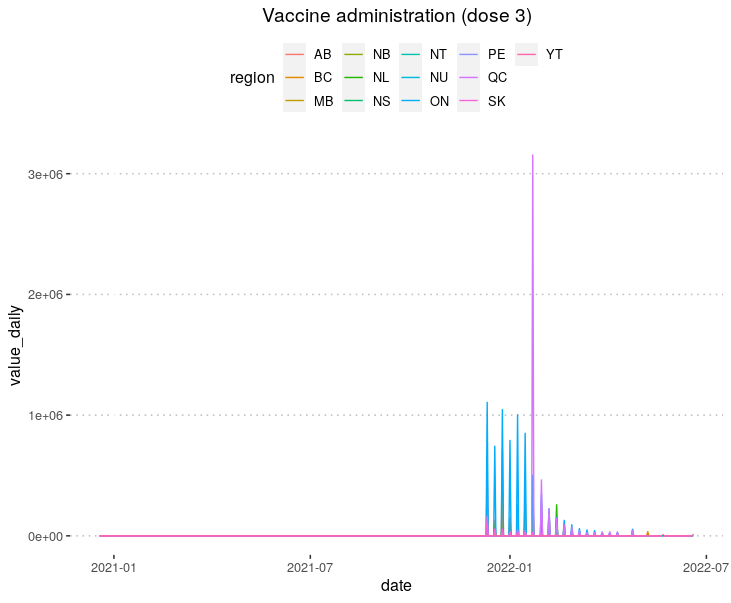 Vaccine administration (dose 3)
region
AB NB NT PE YT
BC NL NU QC
MB NS ON SK
value_daily
3e+06
2e+06
1e+06
0e+00
2021-01 2021-07 2022-01 2022-07
date